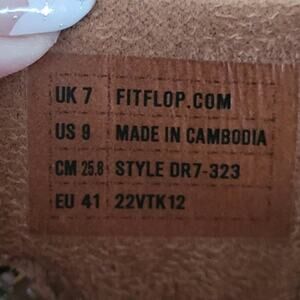 UK 7 FITFLOP.COM
US 9 MADE IN CAMBODIA
CM 25.8 STYLE DR7-323
EU 41 22VTK12